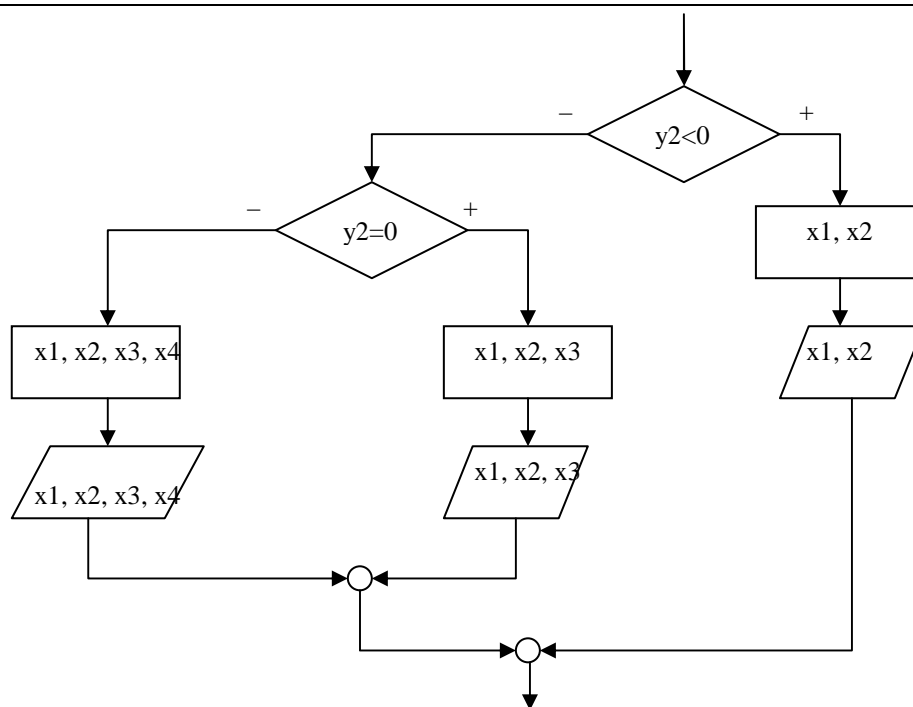 – +
y2<0
– +
y2=0
x1, x2
x1, x2, x3, x4
x1, x2, x3
x1, x2
x1, x2, x3
x1, x2, x3, x4